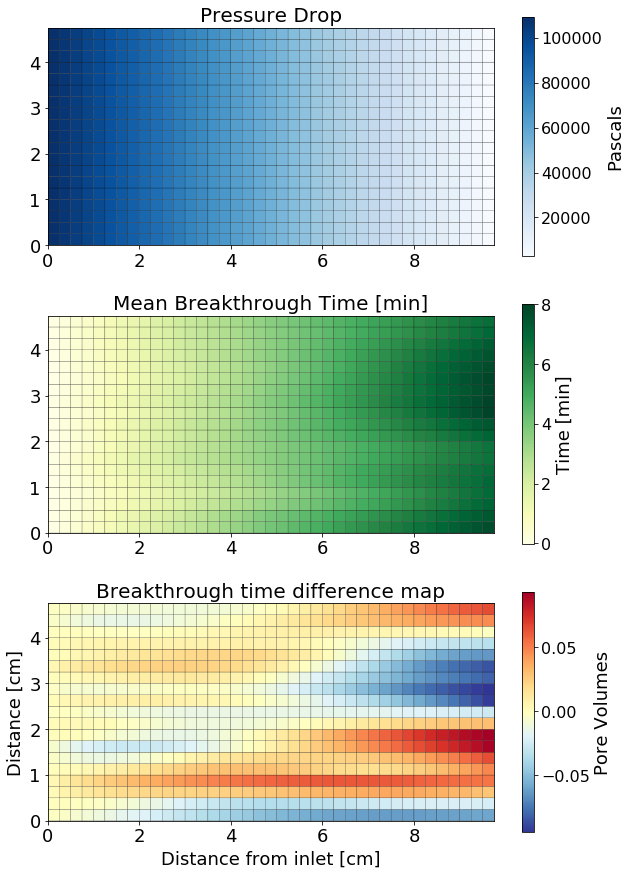 Pressure Drop
4
3
2
1
0
0 2 4 6 8
100000
80000
60000
40000
20000
Pascals
Mean Breakthrough Time [min]
4
3
2
1
0
0 2 4 6 8
8
6
4
2
0
Time [min]
Breakthrough time difference map
Distance [cm]
4
3
2
1
0
0 2 4 6 8
Distance from inlet [cm]
0.05
0.00
−0.05
Pore Volumes